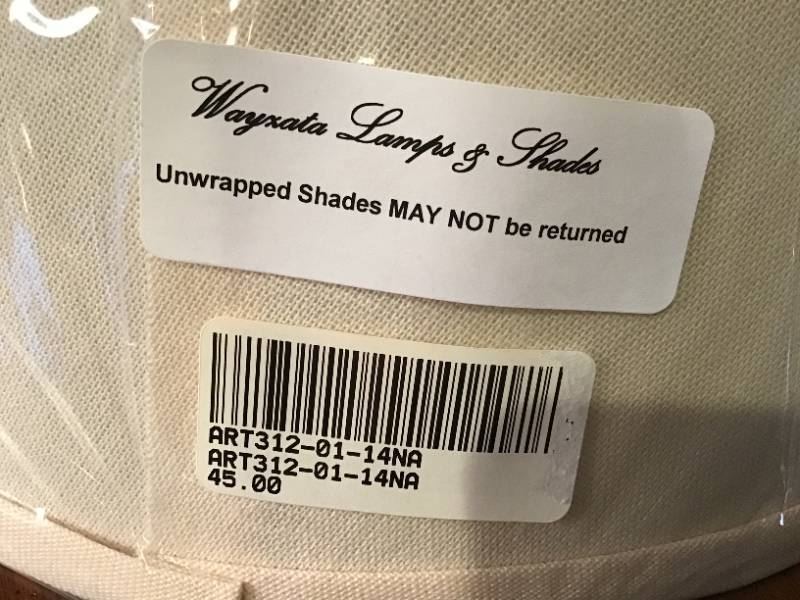 Wayzata Lamps & Shades
Unwrapped Shades MAY NOT be returned
ART312-01-14NA
ART312-01-14NA
45.00